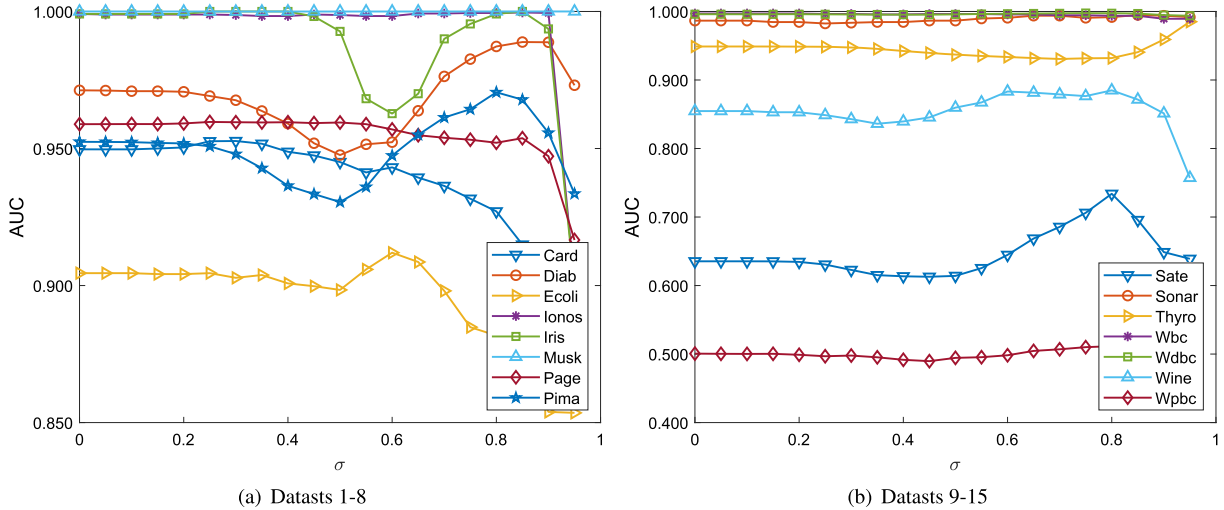 1.000
0.950
0.900
0.850
AUC
0 0.2 0.4 0.6 0.8 1
σ
Card
Diab
Ecoli
Ionos
Iris
Musk
Page
Pima
(a) Datasts 1-8
1.000
0.900
0.800
0.700
0.600
0.500
0.400
AUC
0 0.2 0.4 0.6 0.8 1
σ
Sate
Sonar
Thyro
Wbc
Wdbc
Wine
Wpbc
(b) Datasts 9-15